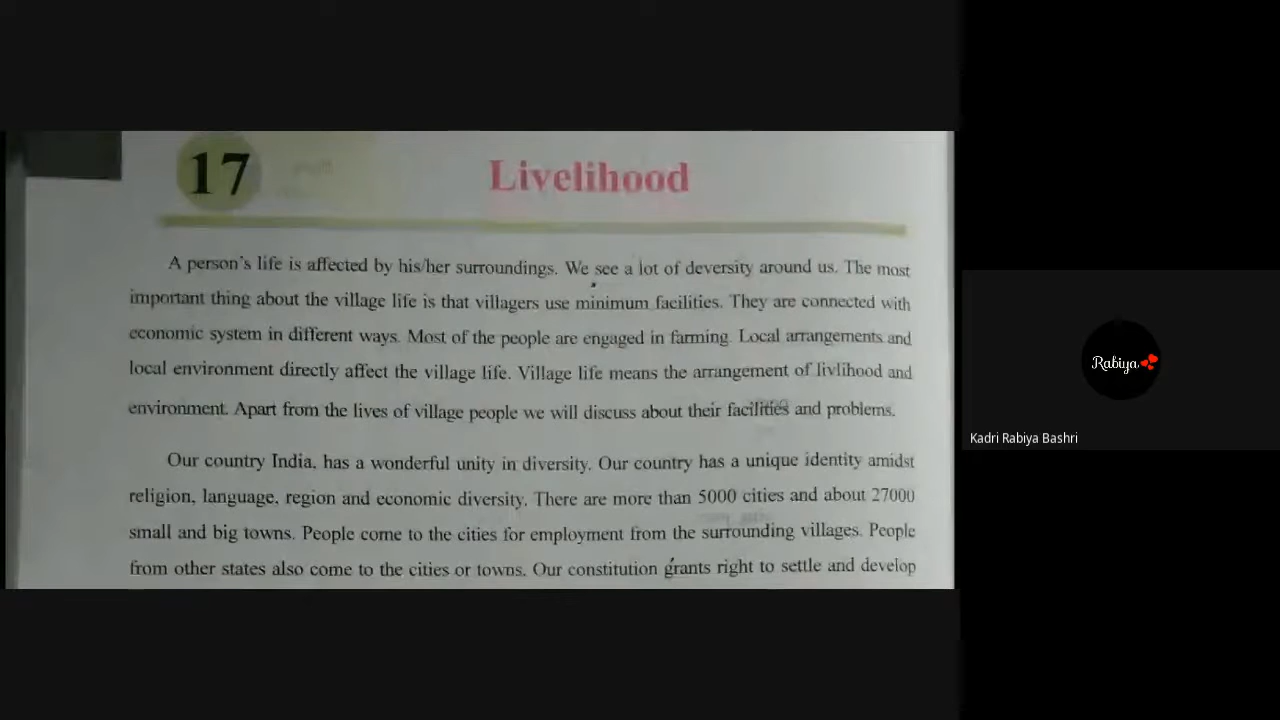 17
Livelihood
A person's life is affected by his/her surroundings. We see a lot of deversity around us. The most
important thing about the village life is that villagers use minimum facilities. They are connected with
economic system in different ways. Most of the people are engaged in farming. Local arrangements and
local environment directly affect the village life. Village life means the arrangement of livlihood and
environment. Apart from the lives of village people we will discuss about their facilities and problems.
Our country India, has a wonderful unity in diversity. Our country has a unique identity amidst
religion, language, region and economic diversity. There are more than 5000 cities and about 27000
small and big towns. People come to the cities for employment from the surrounding villages. People
from other states also come to the cities or towns. Our constitution grants right to settle and develop
Rabiya
Kadri Rabiya Bashri